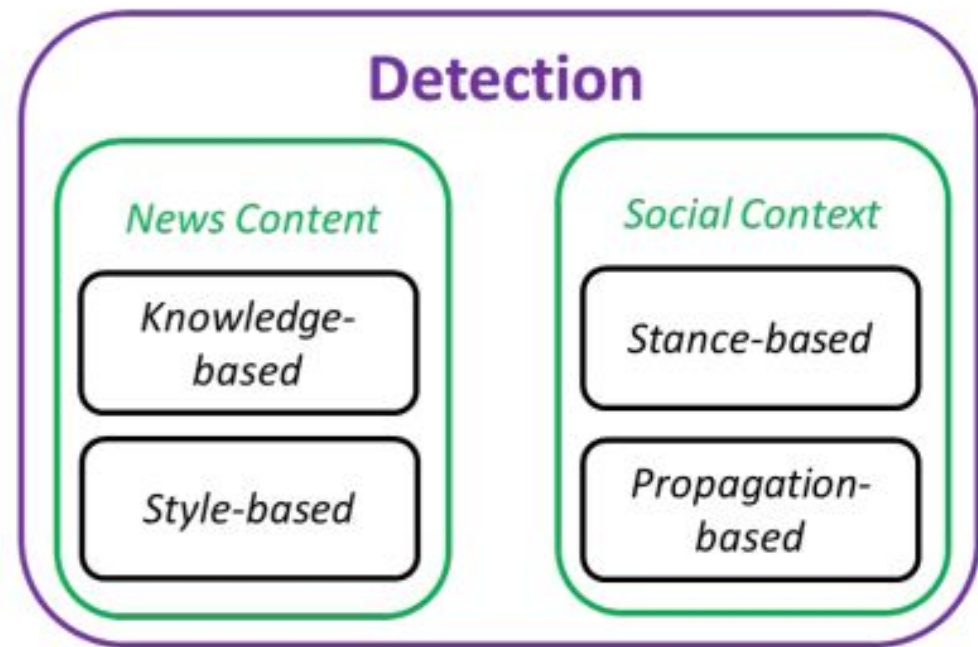 Detection
News Content
Knowledge-
based
Style-based
Social Context
Stance-based
Propagation-
based